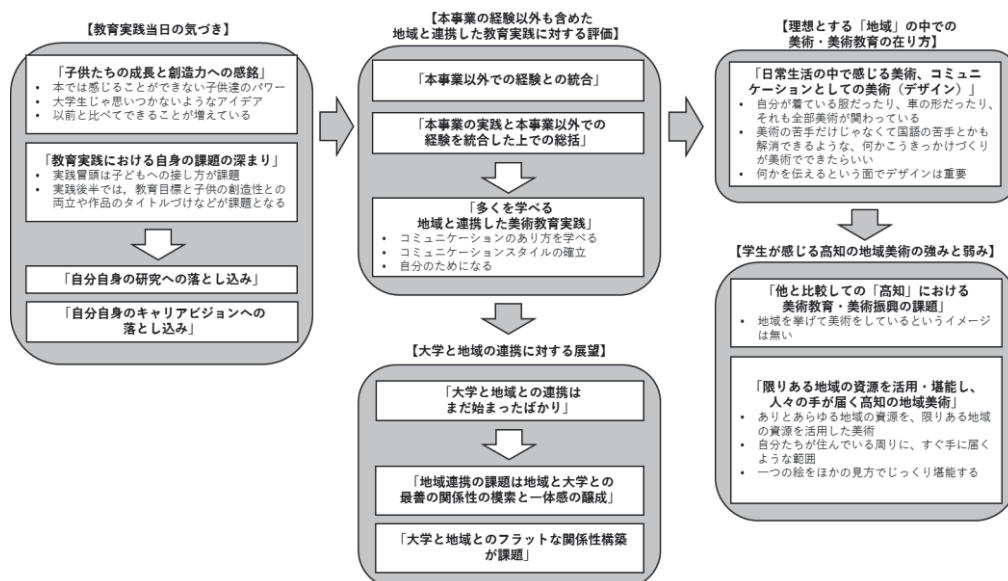 【教育実践当日の気づき】
「子供たちの成長と創造力への感銘」
• 本では感じることができない子供達のパワー
• 大学生じゃ思いつかないようなアイデア
• 以前と比べてできることが増えている
「教育実践における自身の課題の深まり」
• 実践冒頭は子どもへの接し方が課題
• 実践後半では，教育目標と子供の創造性との
両立や作品のタイトルづけなどが課題となる
「自分自身の研究への落とし込み」
「自分自身のキャリアビジョンへの
落とし込み」
【本事業の経験以外も含めた
地域と連携した教育実践に対する評価】
「本事業以外での経験との統合」
「本事業の実践と本事業以外での
経験を統合した上での総括」
「多くを学べる
地域と連携した美術教育実践」
• コミュニケーションのあり方を学べる
• コミュニケーションスタイルの確立
• 自分のためになる
【大学と地域の連携に対する展望】
「大学と地域との連携は
まだ始まったばかり」
「地域連携の課題は地域と大学との
最善の関係性の模索と一体感の醸成」
「大学と地域とのフラットな関係性構築
が課題」
【理想とする「地域」の中での
美術・美術教育の在り方】
「日常生活の中で感じる美術、コミュニ
ケーションとしての美術（デザイン）」
• 自分が着ている服だったり、車の形だったり、
それも全部美術が関わっている
• 美術の苦手だけじゃなくて国語の苦手とかも
解消できるような、何かこうきっかけづくり
が美術でできたらいい
• 何かを伝えるという面でデザインは重要
【学生が感じる高知の地域美術の強みと弱み】
「他と比較しての「高知」における
美術教育・美術振興の課題」
• 地域を挙げて美術をしているというイメージ
は無い
「限りある地域の資源を活用・堪能し、
人々の手が届く高知の地域美術」
• ありとあらゆる地域の資源を、限りある地域
の資源を活用した美術
• 自分たちが住んでいる周りに、すぐ手に届く
ような範囲
• 一つの絵をほかの見方でじっくり堪能する